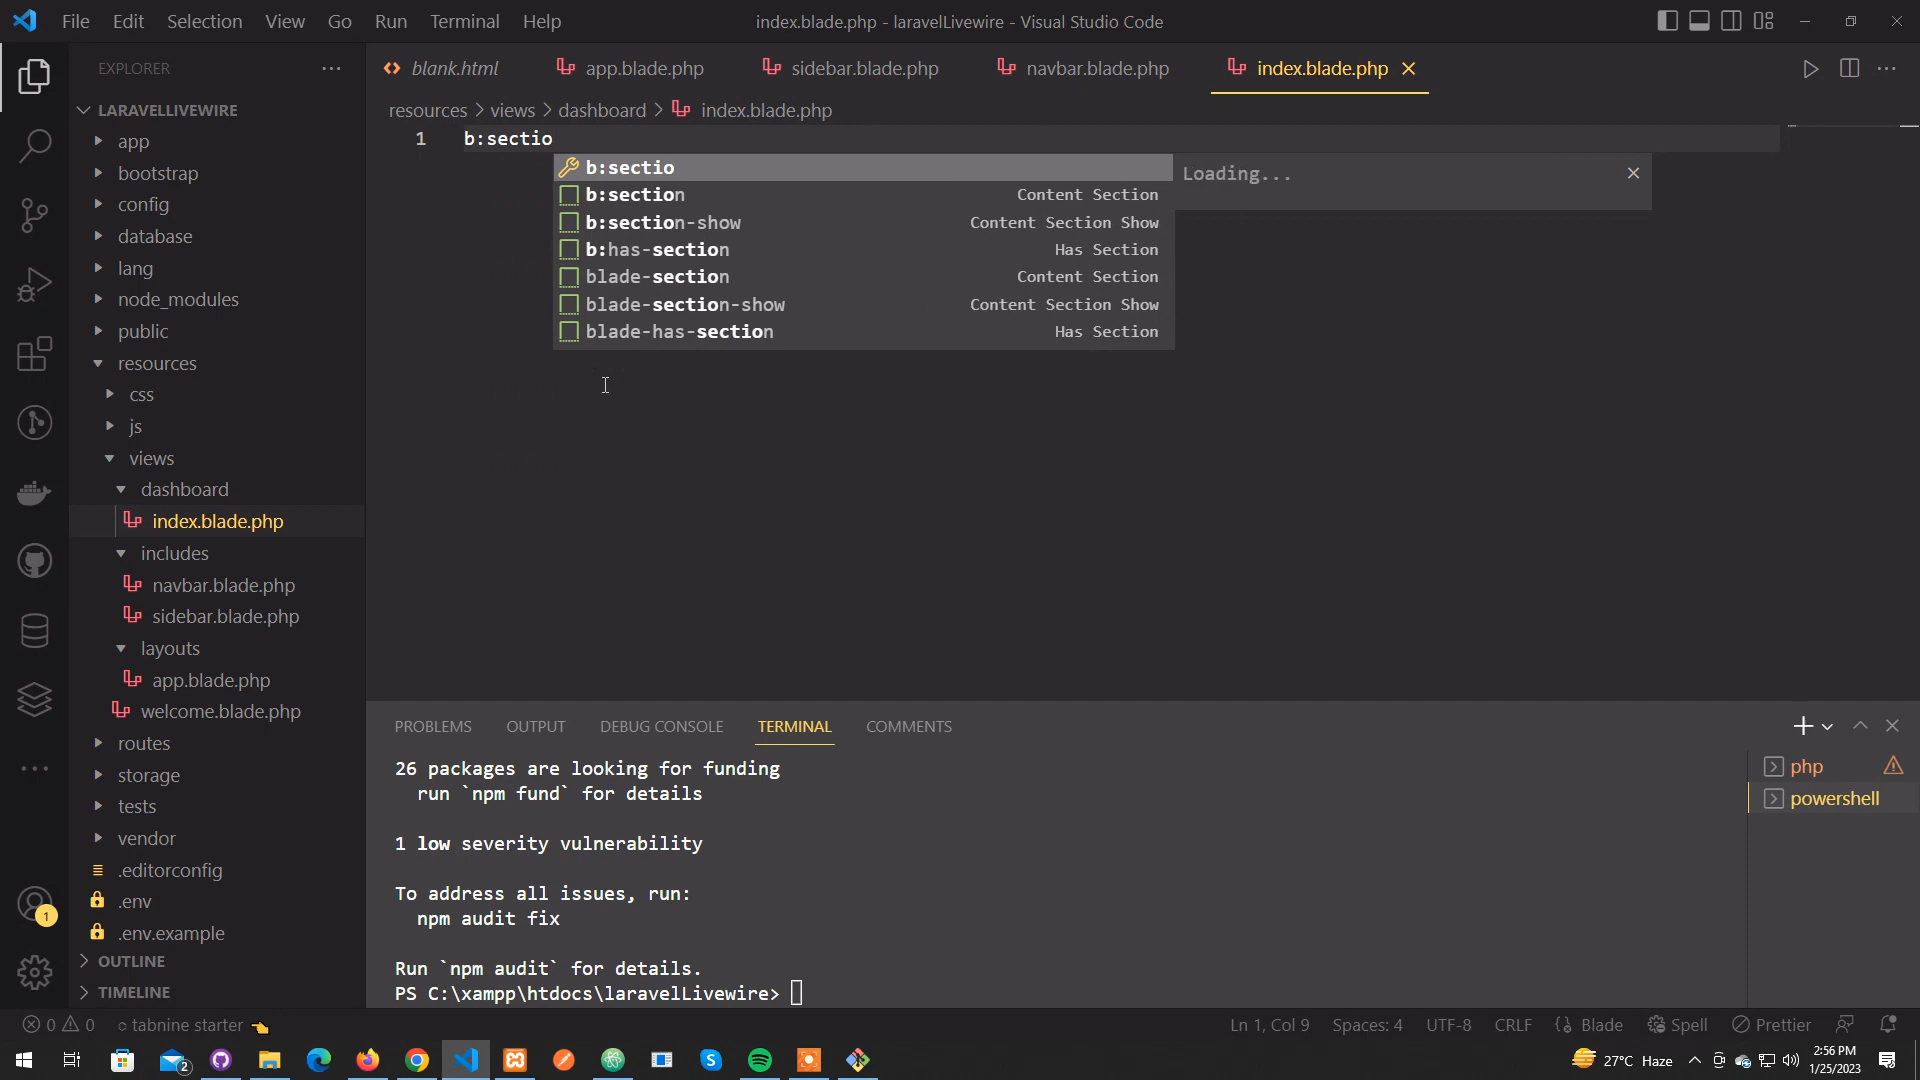 File Edit Selection View Go Run Terminal Help
index.blade.php - laravelLivewire - Visual Studio Code
EXPLORER
LARAVELLIVEWIRE
app
bootstrap
config
database
lang
node_modules
public
resources
css
js
views
dashboard
index.blade.php
includes
navbar.blade.php
sidebar.blade.php
layouts
app.blade.php
welcome.blade.php
routes
storage
tests
vendor
.editorconfig
.env
.env.example
OUTLINE
TIMELINE
1
blank.html app.blade.php sidebar.blade.php navbar.blade.php index.blade.php
resources > views > dashboard > index.blade.php
1 b:sectio
b:sectio
b:section Content Section
b:section-show Content Section Show
b:has-section Has Section
blade-section Content Section
blade-section-show Content Section Show
blade-has-section Has Section
Loading...
PROBLEMS OUTPUT DEBUG CONSOLE TERMINAL COMMENTS
26 packages are looking for funding
run `npm fund` for details
1 low severity vulnerability
To address all issues, run:
npm audit fix
Run `npm audit` for details.
PS C:\xampp\htdocs\laravelLivewire>
php
powershell
0 0 tabnine starter
Ln 1, Col 9 Spaces: 4 UTF-8 CRLF Blade Spell Prettier
2
27°C Haze
2:56 PM
1/25/2023